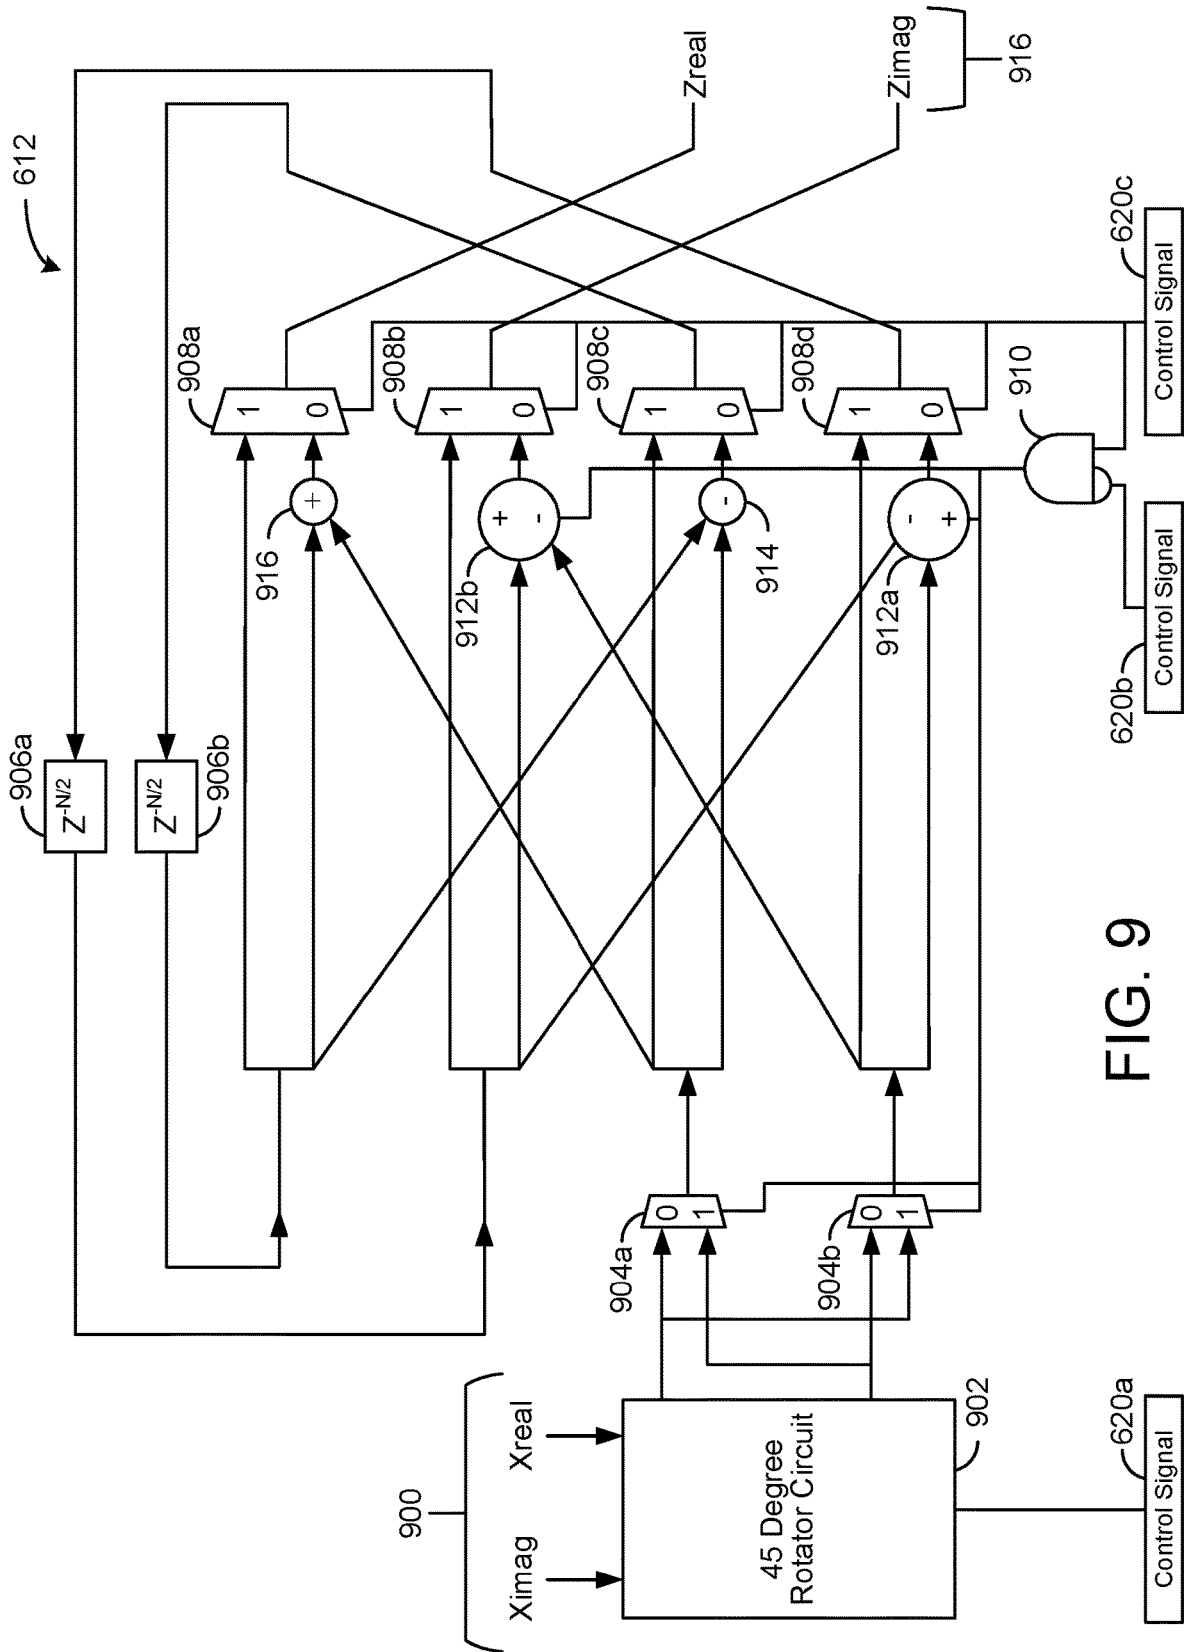 612
906a
Z-N/2
Z-N/2
906b
908a
1
0
916
+
Zreal
908b
1
0
912b
+
-
Zimag
916
908c
1
0
914
-
908d
1
0
912a
-
+
910
900
Ximag
Xreal
45 Degree
Rotator Circuit
902
904a
0
1
904b
0
1
620a
Control Signal
620b
Control Signal
620c
Control Signal
FIG. 9